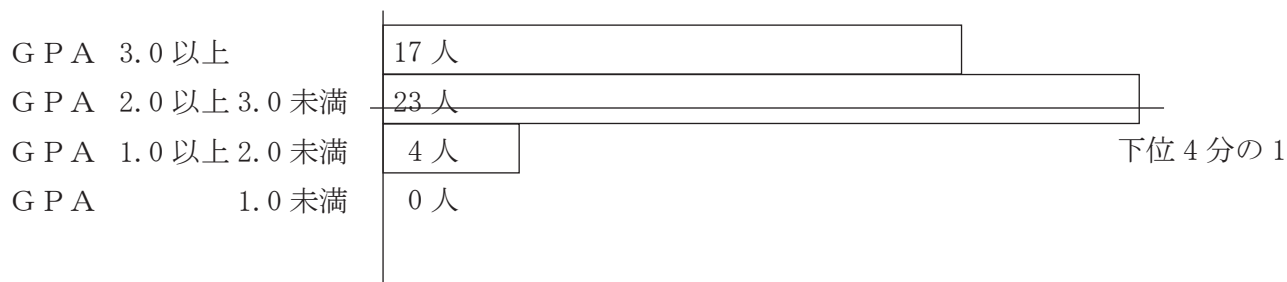 ＧＰＡ 3.0以上 17人
ＧＰＡ 2.0以上3.0未満 23人
ＧＰＡ 1.0以上2.0未満 4人
下位4分の1
ＧＰＡ 1.0未満 0人